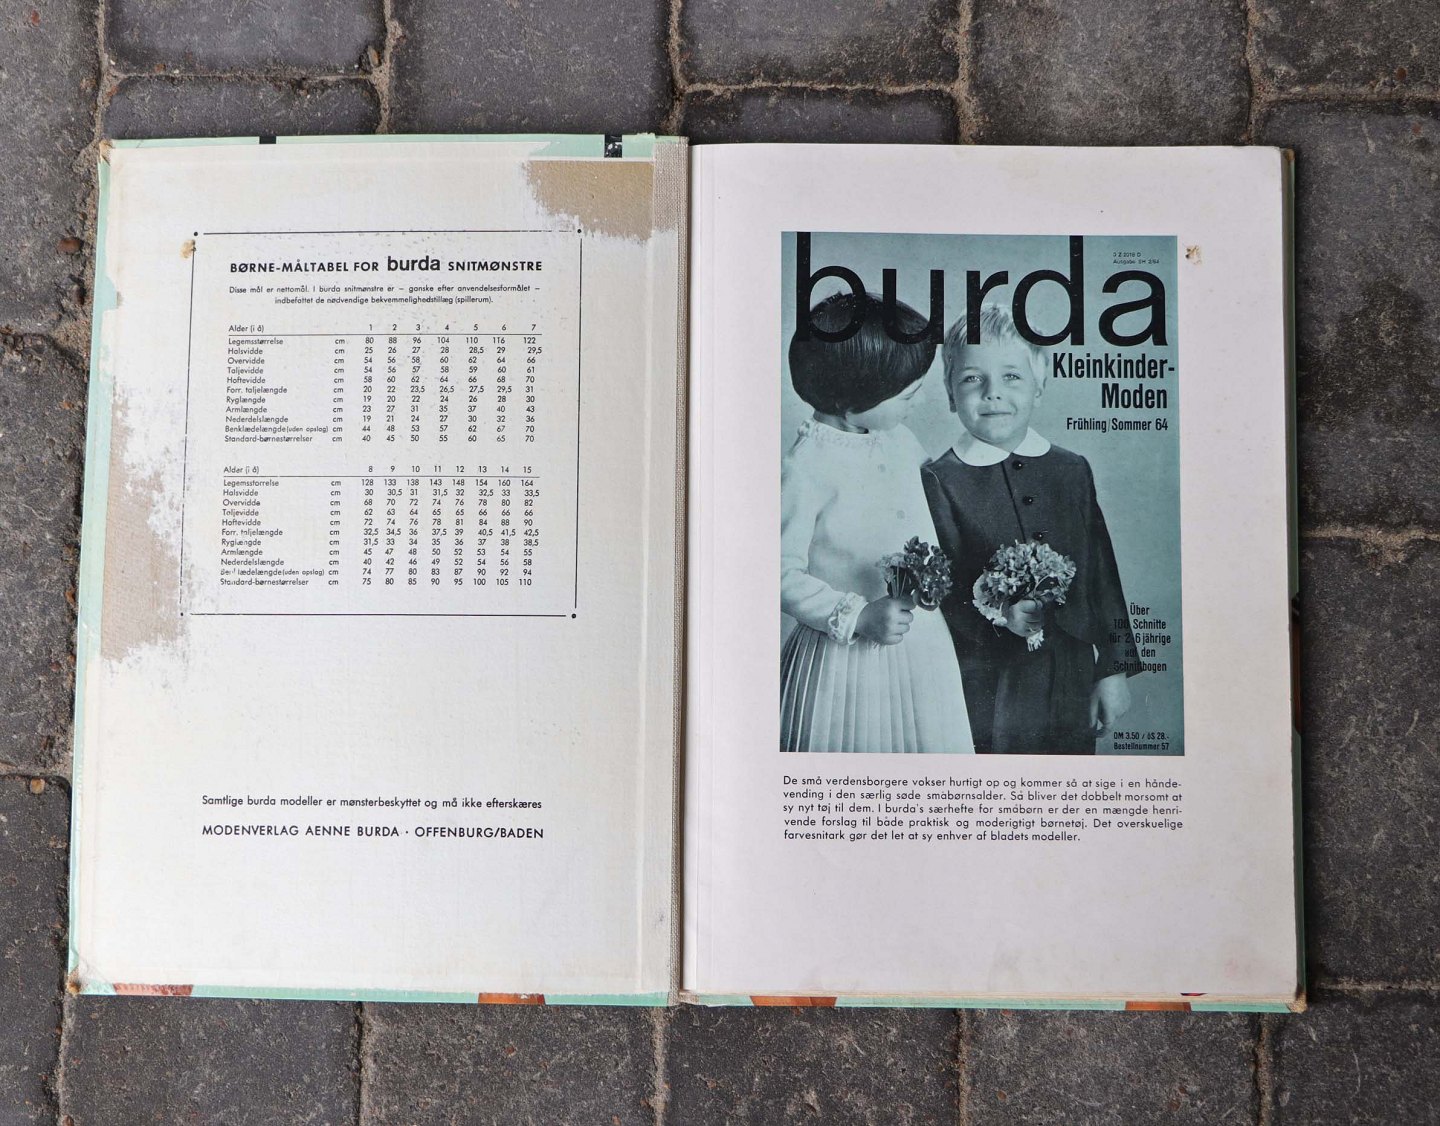 BØRNE-MÅLTABEL FOR burda SNITMØNSTRE
Disse mål er nettomål. I burda snitmønstre er – ganske efter anvendelsesformålet –
indbefattet de nødvendige bekvemmelighedstillæg (spillerum).
Alder (i å) 1 2 3 4 5 6 7
Legemsstørrelse cm 80 88 96 104 110 116 122
Halsvidde cm 25 26 27 28 28,5 29 29,5
Overvidde cm 54 56 58 60 62 64 66
Taljevidde cm 54 56 57 58 59 60 61
Hoftevidde cm 58 60 62 64 66 68 70
Forr. taljelængde cm 20 22 23,5 26,5 27,5 29,5 31
Ryglængde cm 19 20 22 24 26 28 30
Armlængde cm 23 27 31 35 37 40 43
Nederdelslængde cm 19 21 24 27 30 32 36
Benklædelængde (uden opslag) cm 44 48 53 57 62 67 70
Standard-børnestørrelser cm 40 45 50 55 60 65 70
Alder (i å) 8 9 10 11 12 13 14 15
Legemsstørrelse cm 128 133 138 143 148 154 160 164
Halsvidde cm 30 30,5 31 31,5 32 32,5 33 33,5
Overvidde cm 68 70 72 74 76 78 80 82
Taljevidde cm 62 63 64 65 65 66 66 66
Hoftevidde cm 72 74 76 78 81 84 88 90
Forr. taljelængde cm 32,5 34,5 36 37,5 39 40,5 41,5 42,5
Ryglængde cm 31,5 33 34 35 36 37 38 38,5
Armlængde cm 45 47 48 50 52 53 54 55
Nederdelslængde cm 40 42 46 49 52 54 56 58
Benklædelængde (uden opslag) cm 74 77 80 83 87 90 92 94
Standard-børnestørrelser cm 75 80 85 90 95 100 105 110
Samtlige burda modeller er mønsterbeskyttet og må ikke efterskæres
MODENVERLAG AENNE BURDA · OFFENBURG/BADEN
3 Z 2018 D
Ausgabe SH 2/64
burda
Kleinkinder-
Moden
Frühling/Sommer 64
Über
100 Schnitte
für 2-6jährige
auf den
Schnittbogen
DM 3.50 / öS 28.-
Bestellnummer 57
De små verdensborgere vokser hurtigt op og kommer så at sige i en hånde-
vending i den særlig søde småbørnsalder. Så bliver det dobbelt morsomt at
sy nyt tøj til dem. I burda's særhefte for småbørn er der en mængde henri-
vende forslag til både praktisk og moderigtigt børnetøj. Det overskuelige
farvesnitark gør det let at sy enhver af bladets modeller.